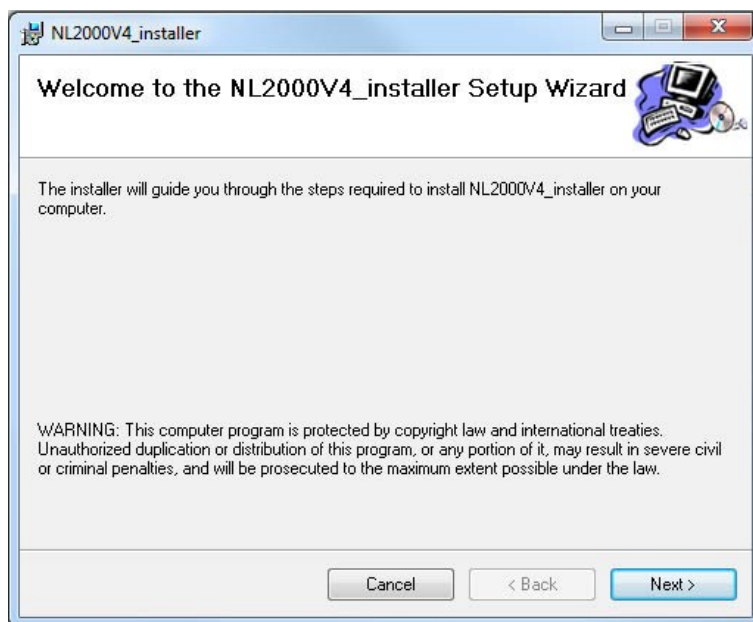 NL2000V4_installer
Welcome to the NL2000V4_installer Setup Wizard
The installer will guide you through the steps required to install NL2000V4_installer on your
computer.
WARNING: This computer program is protected by copyright law and international treaties.
Unauthorized duplication or distribution of this program, or any portion of it, may result in severe civil
or criminal penalties, and will be prosecuted to the maximum extent possible under the law.
Cancel < Back Next >